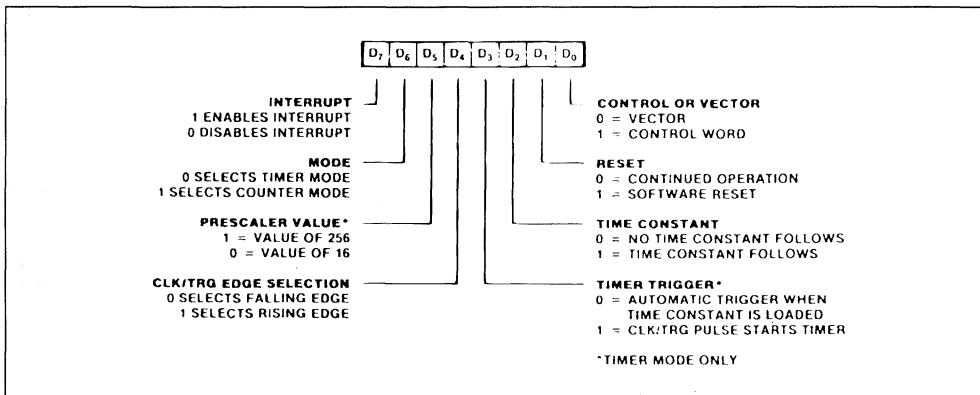 D7 D6 D5 D4 D3 D2 D1 D0
INTERRUPT
1 ENABLES INTERRUPT
0 DISABLES INTERRUPT
MODE
0 SELECTS TIMER MODE
1 SELECTS COUNTER MODE
PRESCALER VALUE*
1 = VALUE OF 256
0 = VALUE OF 16
CLK/TRG EDGE SELECTION
0 SELECTS FALLING EDGE
1 SELECTS RISING EDGE
CONTROL OR VECTOR
0 = VECTOR
1 = CONTROL WORD
RESET
0 = CONTINUED OPERATION
1 = SOFTWARE RESET
TIME CONSTANT
0 = NO TIME CONSTANT FOLLOWS
1 = TIME CONSTANT FOLLOWS
TIMER TRIGGER*
0 = AUTOMATIC TRIGGER WHEN
TIME CONSTANT IS LOADED
1 = CLK/TRG PULSE STARTS TIMER
*TIMER MODE ONLY